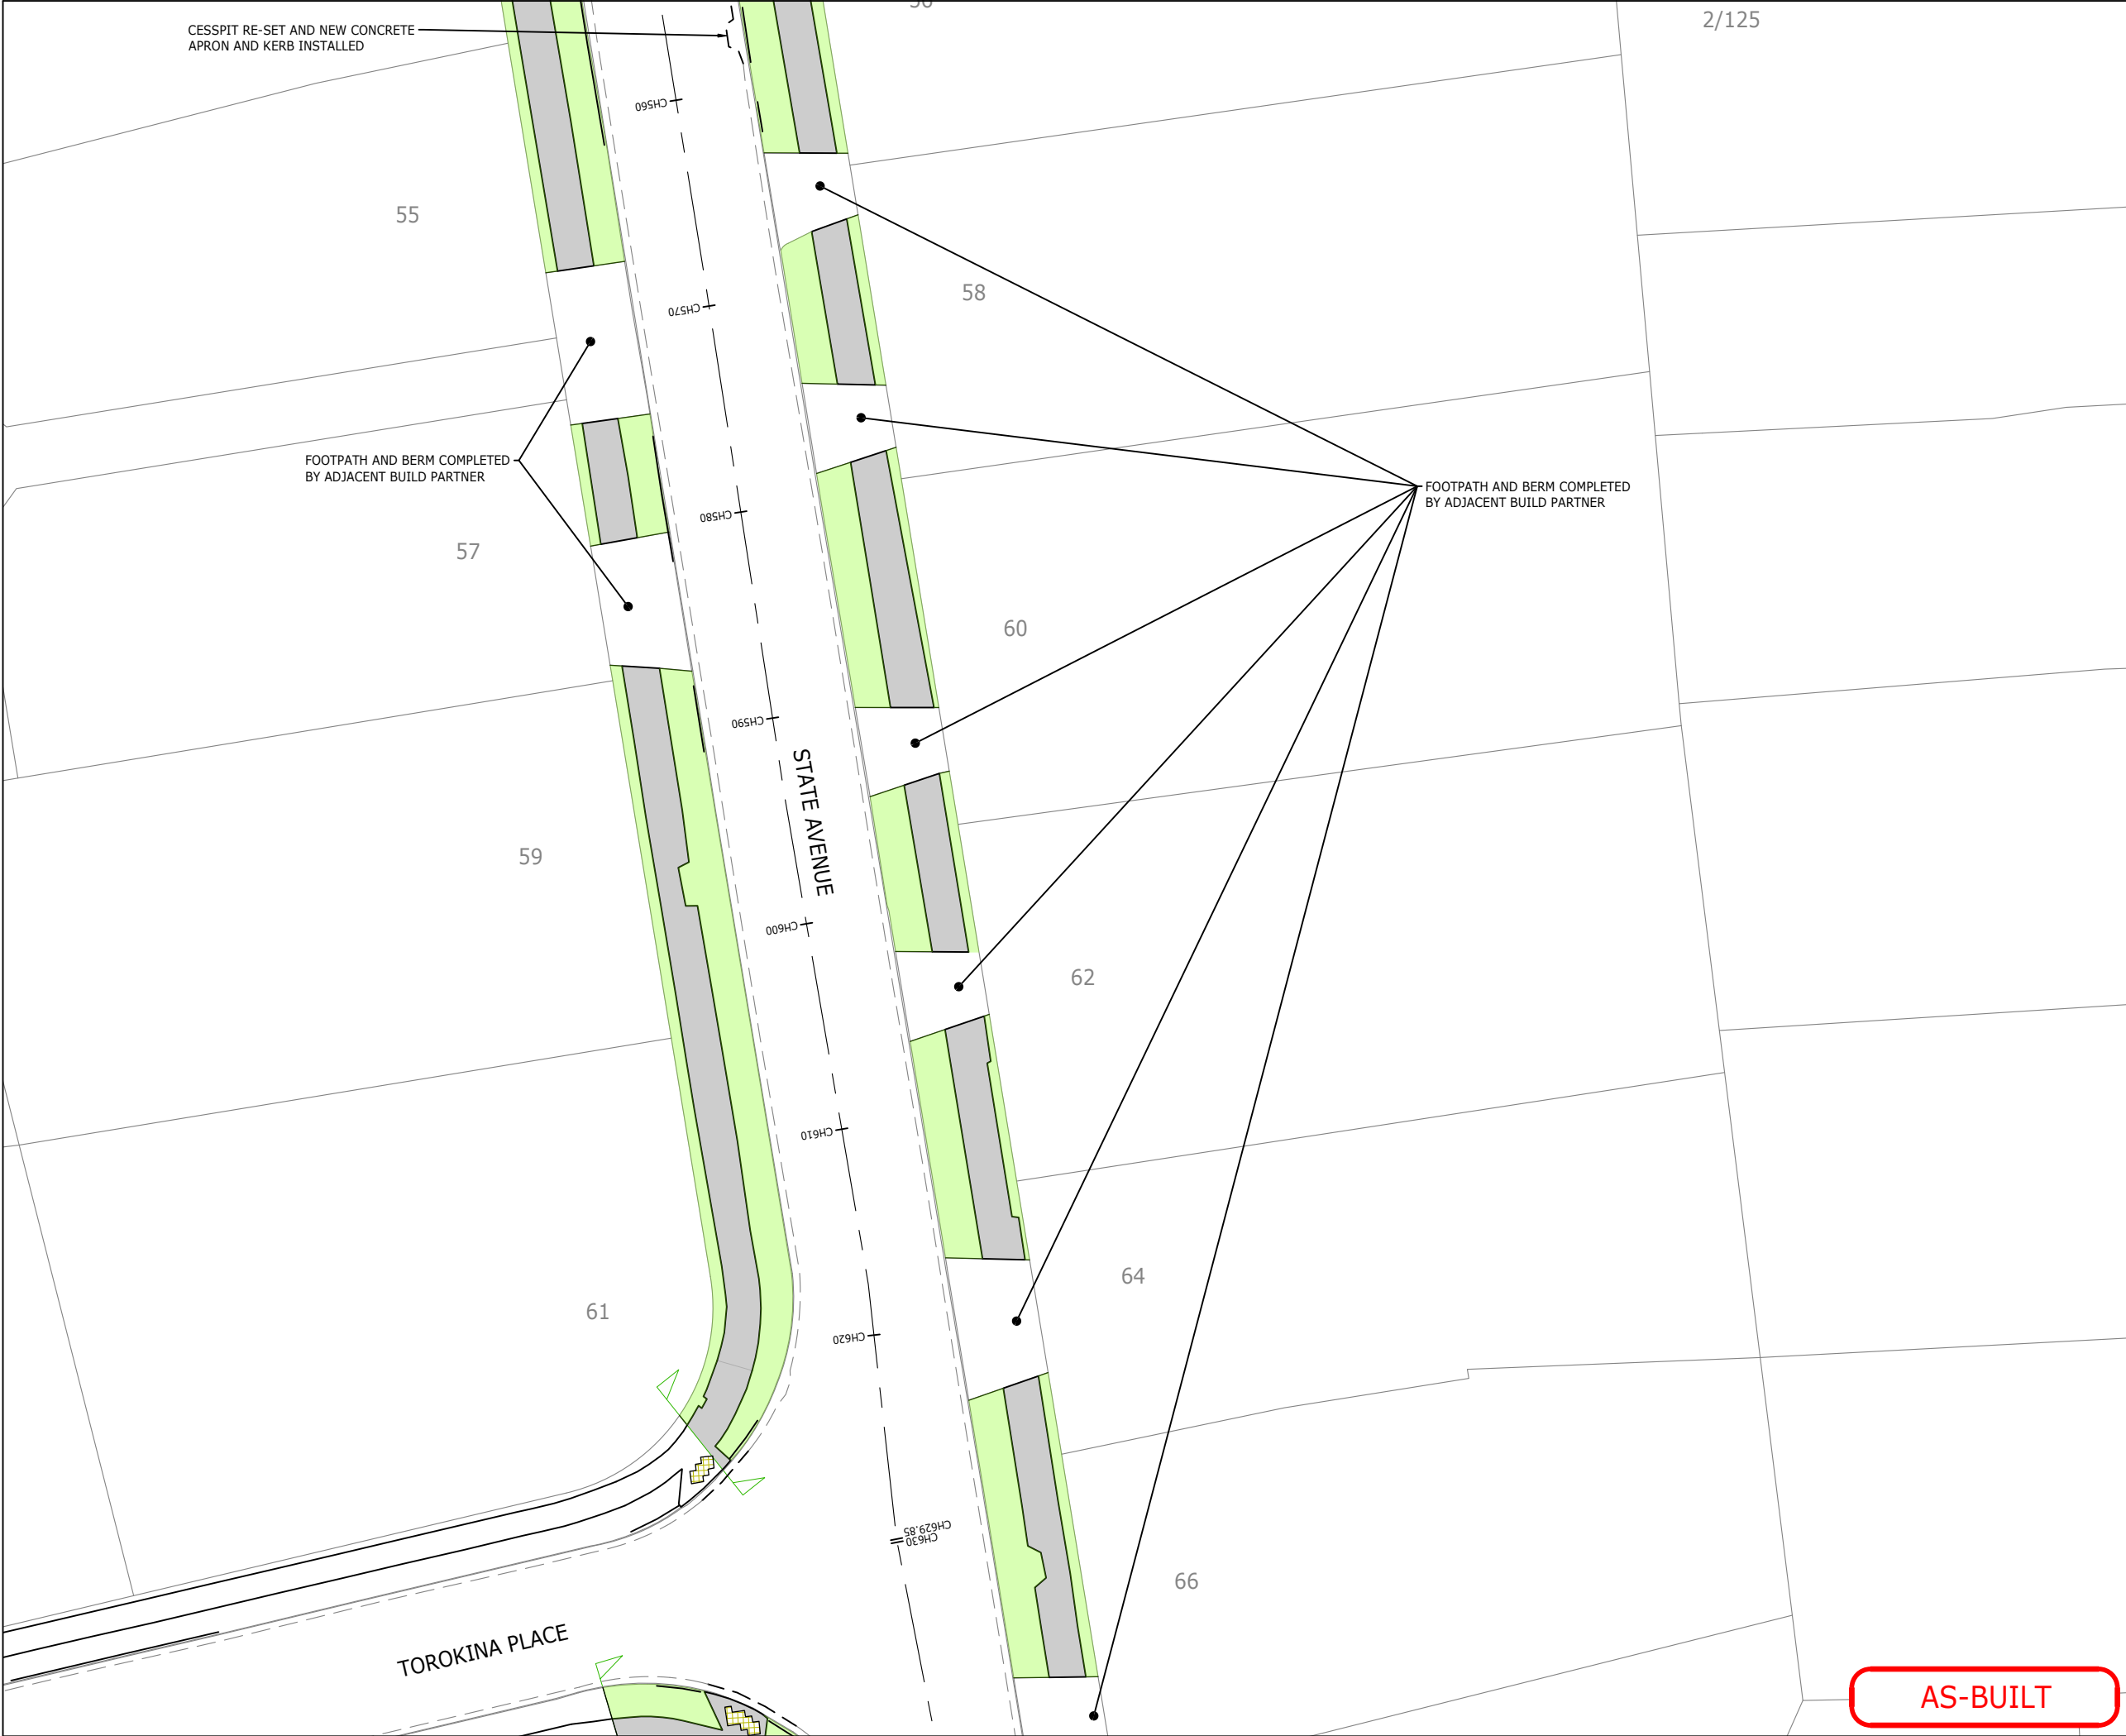 2/125
CESSPIT RE-SET AND NEW CONCRETE
APRON AND KERB INSTALLED
CH560
55
58
CH570
FOOTPATH AND BERM COMPLETED
BY ADJACENT BUILD PARTNER
FOOTPATH AND BERM COMPLETED
BY ADJACENT BUILD PARTNER
CH580
57
60
CH590
STATE AVENUE
59
CH600
62
CH610
64
61
CH620
CH629.85
CH630
66
TOROKINA PLACE
AS-BUILT